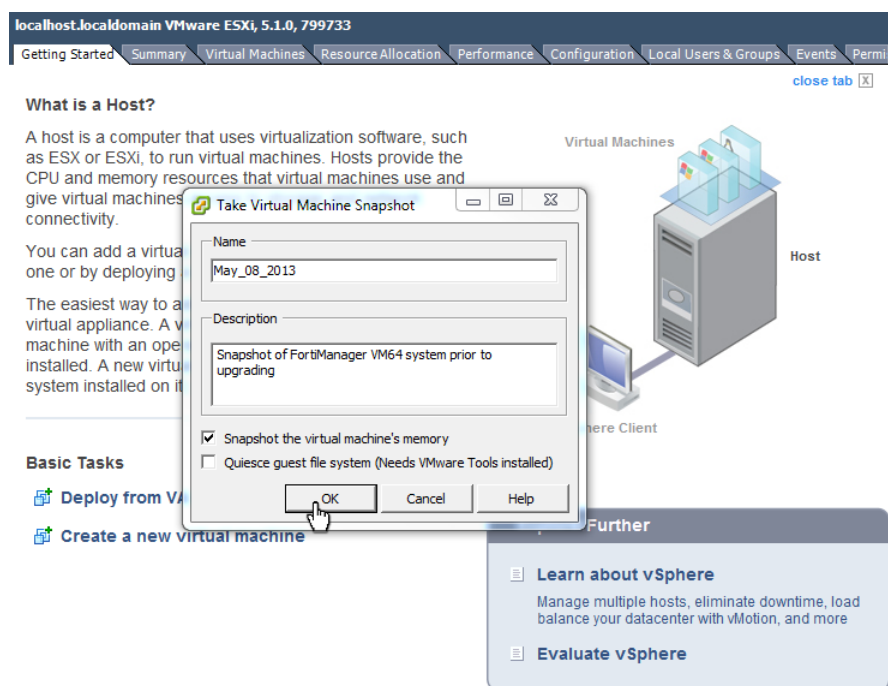 localhost.localdomain VMware ESXi, 5.1.0, 799733
Getting Started Summary Virtual Machines Resource Allocation Performance Configuration Local Users & Groups Events Permi
close tab X
What is a Host?
A host is a computer that uses virtualization software, such
as ESX or ESXi, to run virtual machines. Hosts provide the
CPU and memory resources that virtual machines use and
give virtual machines
connectivity.
You can add a virtua
one or by deploying
The easiest way to a
virtual appliance. A v
machine with an ope
installed. A new virtu
system installed on it
Virtual Machines
Host
here Client
Take Virtual Machine Snapshot
Name
May_08_2013
Description
Snapshot of FortiManager VM64 system prior to
upgrading
Snapshot the virtual machine's memory
Quiesce guest file system (Needs VMware Tools installed)
OK Cancel Help
Basic Tasks
Deploy from VA
Create a new virtual machine
Further
Learn about vSphere
Manage multiple hosts, eliminate downtime, load
balance your datacenter with vMotion, and more
Evaluate vSphere